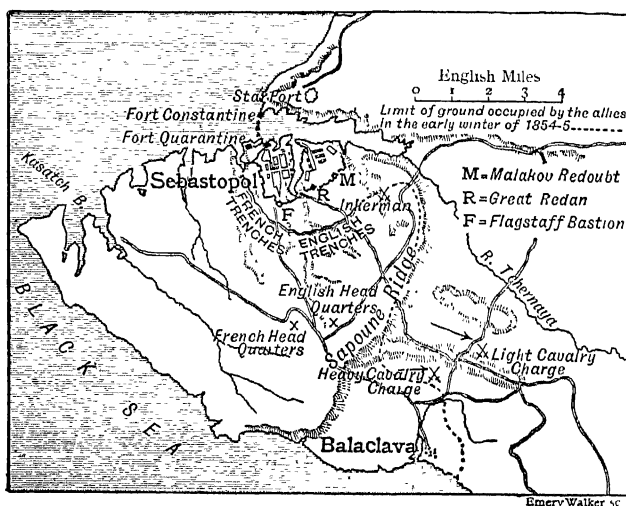 English Miles
0 1 2 3 4
Limit of ground occupied by the allies
in the early winter of 1854-5
M=Malakov Redoubt
R=Great Redan
F=Flagstaff Bastion
Star Fort
Fort Constantine
Fort Quarantine
Kasatch B.
Sebastopol
M
R
F
Inkerman
FRENCH
TRENCHES
ENGLISH
TRENCHES
R. Tchernaya
English Head
Quarters
French Head
Quarters
Sapoune Ridge
Heavy Cavalry
Charge
Light Cavalry
Charge
BLACK SEA
Balaclava
Emery Walker sc